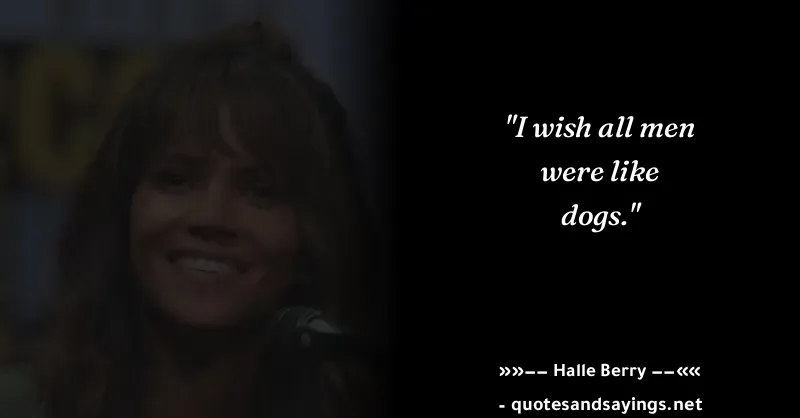 "I wish all men
were like
dogs."
»»–– Halle Berry ––««
- quotesandsayings.net